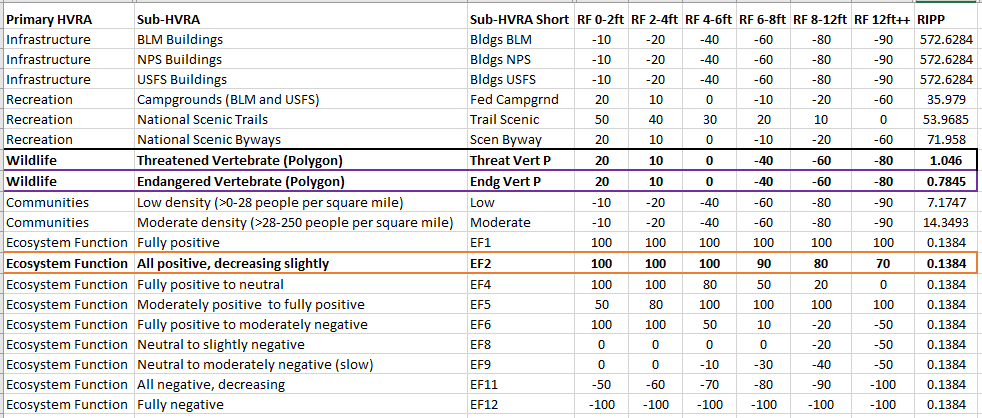 Primary HVRA Sub-HVRA Sub-HVRA Short RF 0-2ft RF 2-4ft RF 4-6ft RF 6-8ft RF 8-12ft RF 12ft++ RIPP
Infrastructure BLM Buildings Bldgs BLM -10 -20 -40 -60 -80 -90 572.6284
Infrastructure NPS Buildings Bldgs NPS -10 -20 -40 -60 -80 -90 572.6284
Infrastructure USFS Buildings Bldgs USFS -10 -20 -40 -60 -80 -90 572.6284
Recreation Campgrounds (BLM and USFS) Fed Campgrnd 20 10 0 -10 -20 -60 35.979
Recreation National Scenic Trails Trail Scenic 50 40 30 20 10 0 53.9685
Recreation National Scenic Byways Scen Byway 20 10 0 -10 -20 -60 71.958
Wildlife Threatened Vertebrate (Polygon) Threat Vert P 20 10 0 -40 -60 -80 1.046
Wildlife Endangered Vertebrate (Polygon) Endg Vert P 20 10 0 -40 -60 -80 0.7845
Communities Low density (>0-28 people per square mile) Low -10 -20 -40 -60 -80 -90 7.1747
Communities Moderate density (>28-250 people per square mile) Moderate -10 -20 -40 -60 -80 -90 14.3493
Ecosystem Function Fully positive EF1 100 100 100 100 100 100 0.1384
Ecosystem Function All positive, decreasing slightly EF2 100 100 100 90 80 70 0.1384
Ecosystem Function Fully positive to neutral EF4 100 100 80 50 20 0 0.1384
Ecosystem Function Moderately positive to fully positive EF5 50 80 100 100 100 100 0.1384
Ecosystem Function Fully positive to moderately negative EF6 100 100 50 10 -20 -50 0.1384
Ecosystem Function Neutral to slightly negative EF8 0 0 0 0 -20 -50 0.1384
Ecosystem Function Neutral to moderately negative (slow) EF9 0 0 -10 -30 -40 -50 0.1384
Ecosystem Function All negative, decreasing EF11 -50 -60 -70 -80 -90 -100 0.1384
Ecosystem Function Fully negative EF12 -100 -100 -100 -100 -100 -100 0.1384